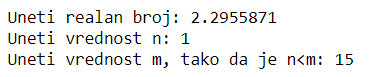 Uneti realan broj: 2.2955871
Uneti vrednost n: 1
Uneti vrednost m, tako da je n<m: 15